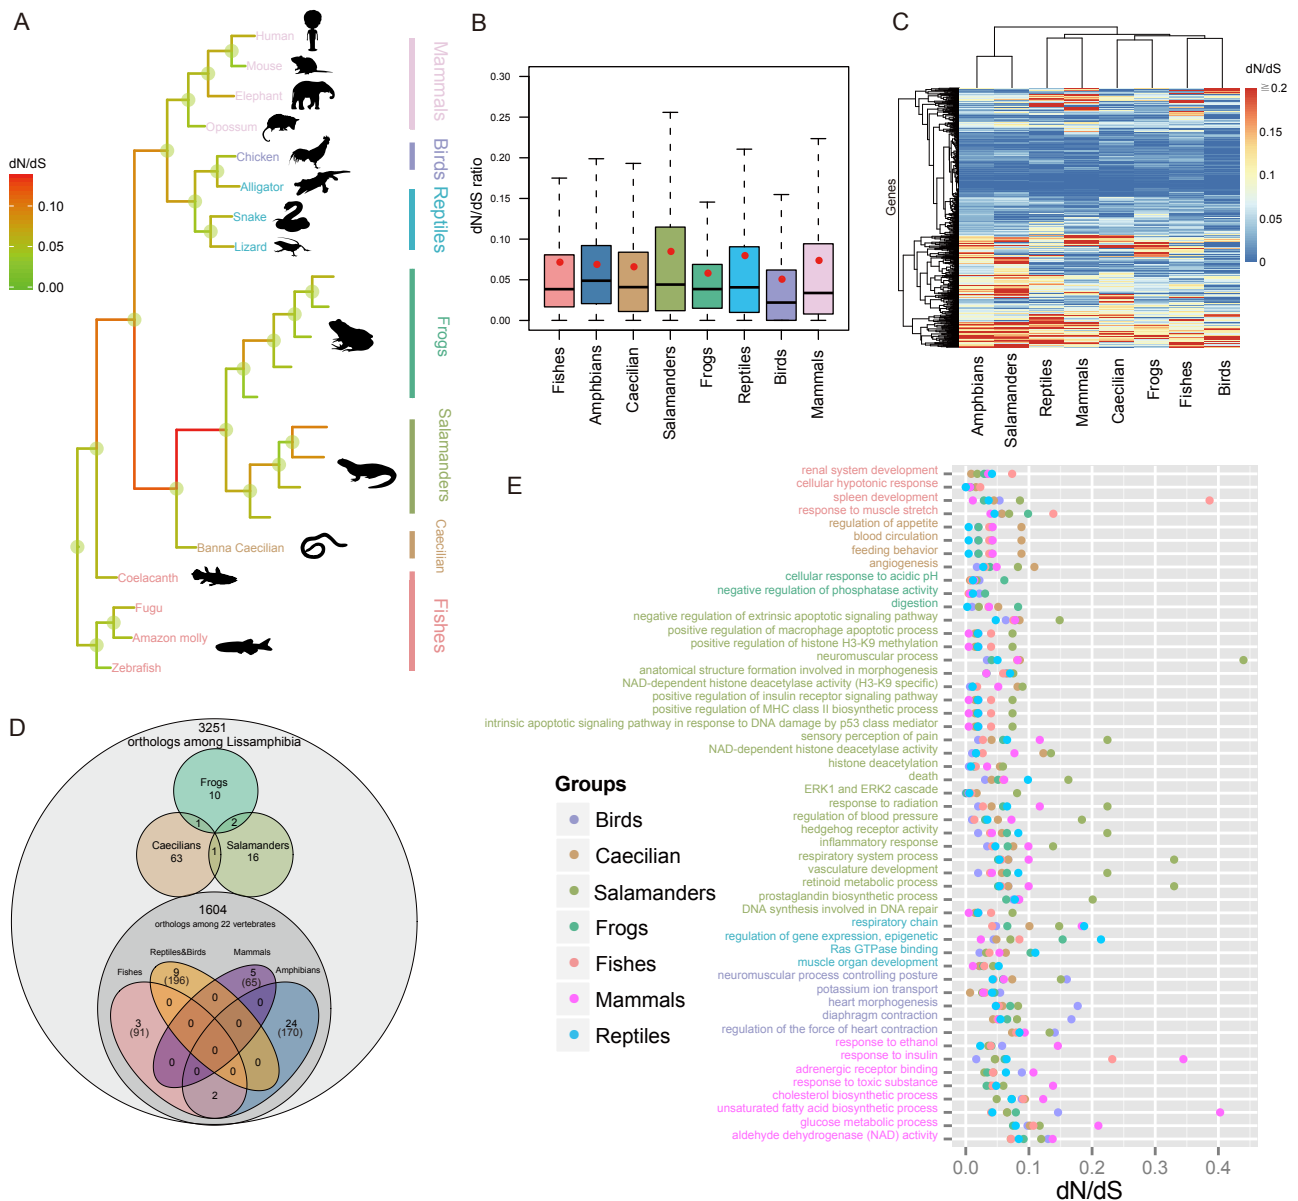 A
Human
Mouse
Elephant
Opossum
Chicken
Alligator
Snake
Lizard
Banna Caecilian
Coelacanth
Fugu
Amazon molly
Zebrafish
Mammals
Birds
Reptiles
Frogs
Salamanders
Caecilian
Fishes
dN/dS
0.10
0.05
0.00
B
dN/dS ratio
0.30
0.25
0.20
0.15
0.10
0.05
0.00
Fishes
Amphbians
Caecilian
Salamanders
Frogs
Reptiles
Birds
Mammals
C
dN/dS
≧0.2
0.15
0.1
0.05
0
Genes
Amphbians
Salamanders
Reptiles
Mammals
Caecilian
Frogs
Fishes
Birds
D
3251
orthologs among Lissamphibia
Frogs
10
1
2
Caecilians
63
1
Salamanders
16
1604
orthologs among 22 vertebrates
Reptiles&Birds
Mammals
Fishes
Amphibians
9
(196)
5
(65)
0
0
0
3
(91)
0
0
24
(170)
0
0
0
0
0
2
E
renal system development
cellular hypotonic response
spleen development
response to muscle stretch
regulation of appetite
blood circulation
feeding behavior
angiogenesis
cellular response to acidic pH
negative regulation of phosphatase activity
digestion
negative regulation of extrinsic apoptotic signaling pathway
positive regulation of macrophage apoptotic process
positive regulation of histone H3-K9 methylation
neuromuscular process
anatomical structure formation involved in morphogenesis
NAD-dependent histone deacetylase activity (H3-K9 specific)
positive regulation of insulin receptor signaling pathway
positive regulation of MHC class II biosynthetic process
intrinsic apoptotic signaling pathway in response to DNA damage by p53 class mediator
sensory perception of pain
NAD-dependent histone deacetylase activity
histone deacetylation
death
ERK1 and ERK2 cascade
response to radiation
regulation of blood pressure
hedgehog receptor activity
inflammatory response
respiratory system process
vasculature development
retinoid metabolic process
prostaglandin biosynthetic process
DNA synthesis involved in DNA repair
respiratory chain
regulation of gene expression, epigenetic
Ras GTPase binding
muscle organ development
neuromuscular process controlling posture
potassium ion transport
heart morphogenesis
diaphragm contraction
regulation of the force of heart contraction
response to ethanol
response to insulin
adrenergic receptor binding
response to toxic substance
cholesterol biosynthetic process
unsaturated fatty acid biosynthetic process
glucose metabolic process
aldehyde dehydrogenase (NAD) activity
Groups
Birds
Caecilian
Salamanders
Frogs
Fishes
Mammals
Reptiles
0.0
0.1
0.2
0.3
0.4
dN/dS